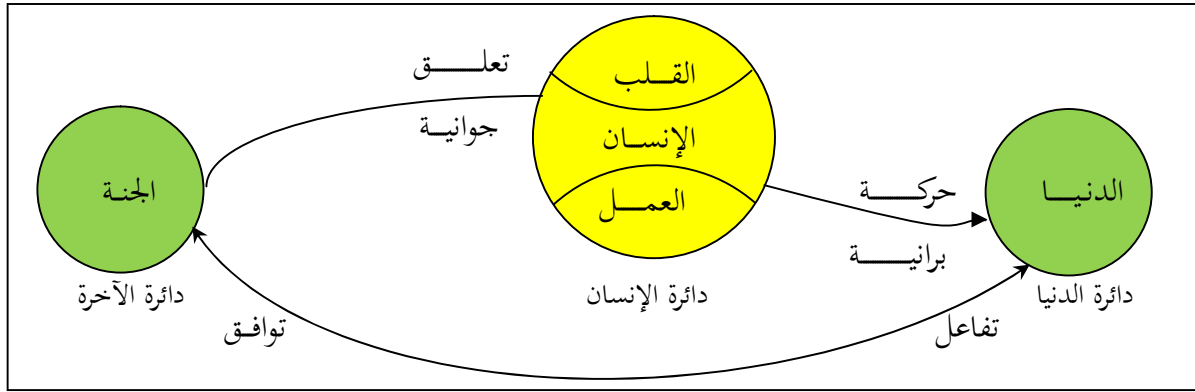 القلب
الإنسان
العمل
تعلق
جوانية
الجنة
الدنيا
حركة
برانية
دائرة الدنيا
دائرة الإنسان
دائرة الآخرة
تفاعل
توافق